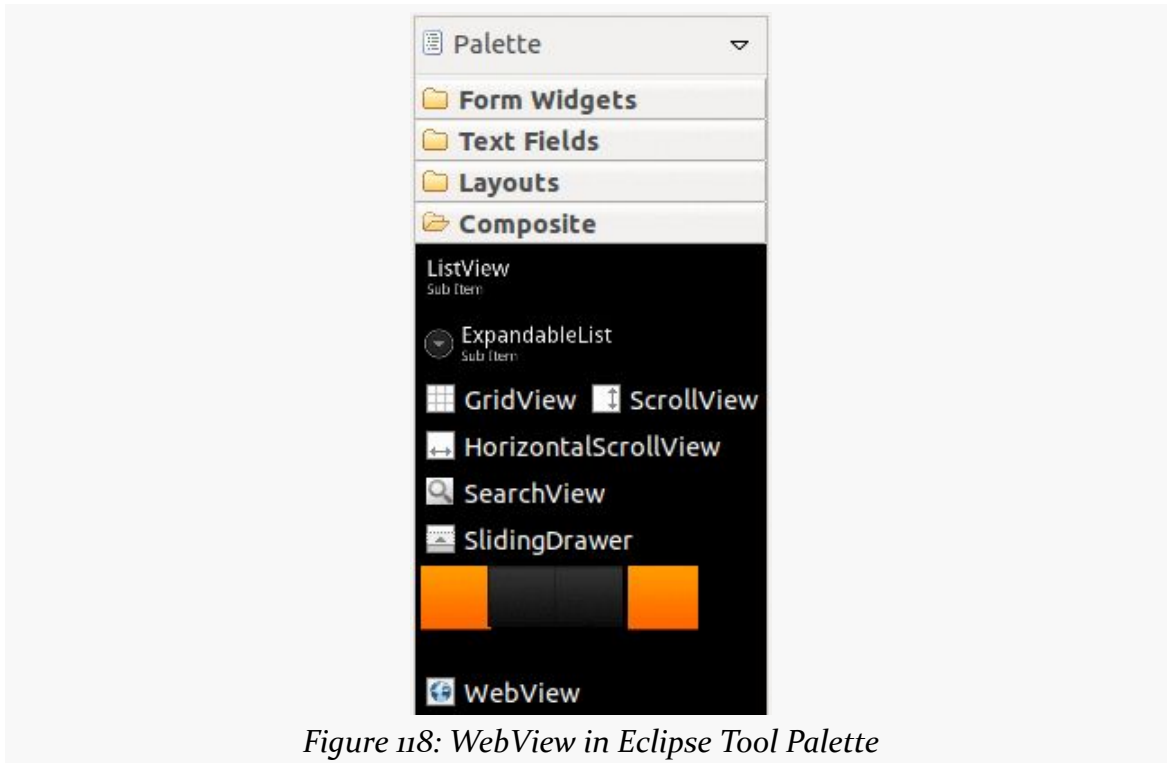 Palette
Form Widgets
Text Fields
Layouts
Composite
ListView
Sub Item
ExpandableList
Sub Item
GridView ScrollView
HorizontalScrollView
SearchView
SlidingDrawer
WebView
Figure 118: WebView in Eclipse Tool Palette